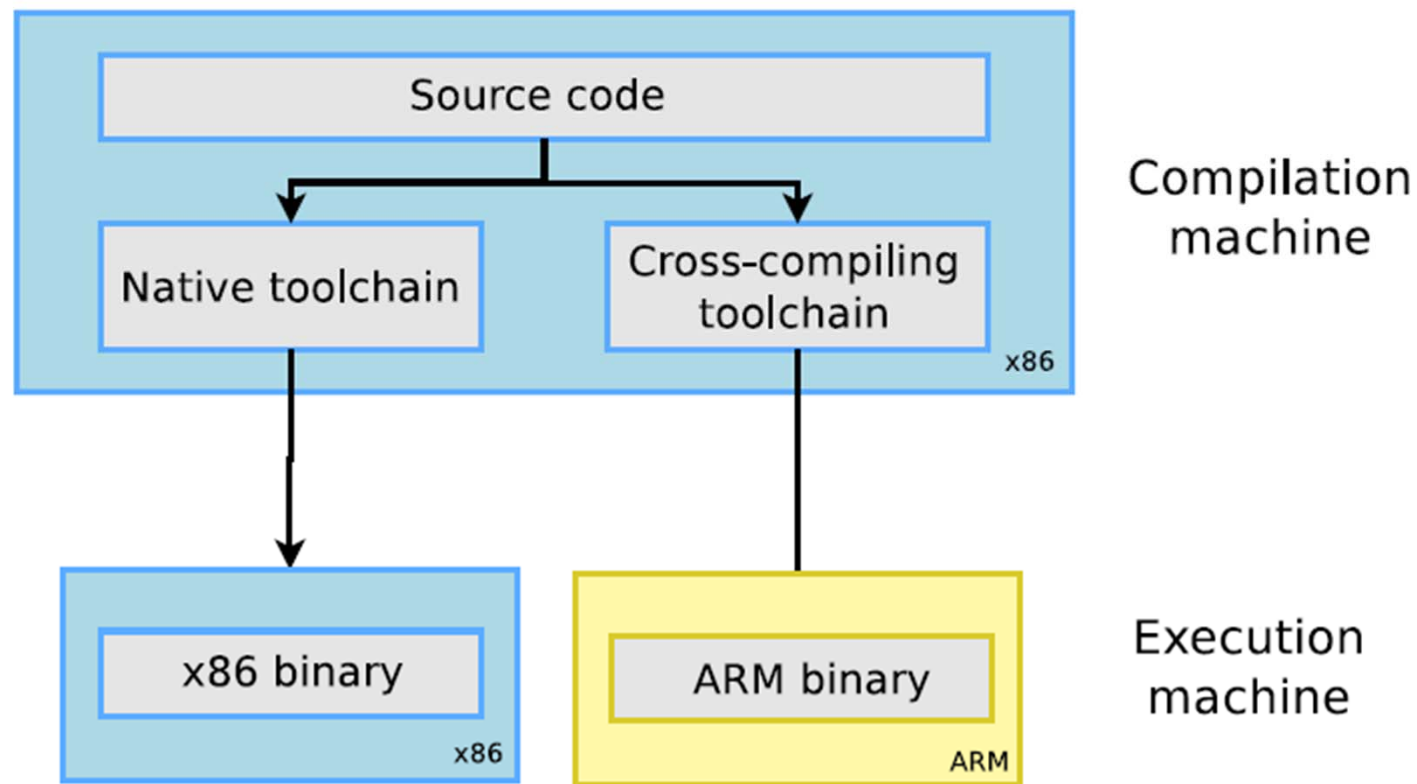 Source code
Compilation
machine
Native toolchain
Cross-compiling
toolchain
x86
x86 binary
x86
ARM binary
ARM
Execution
machine